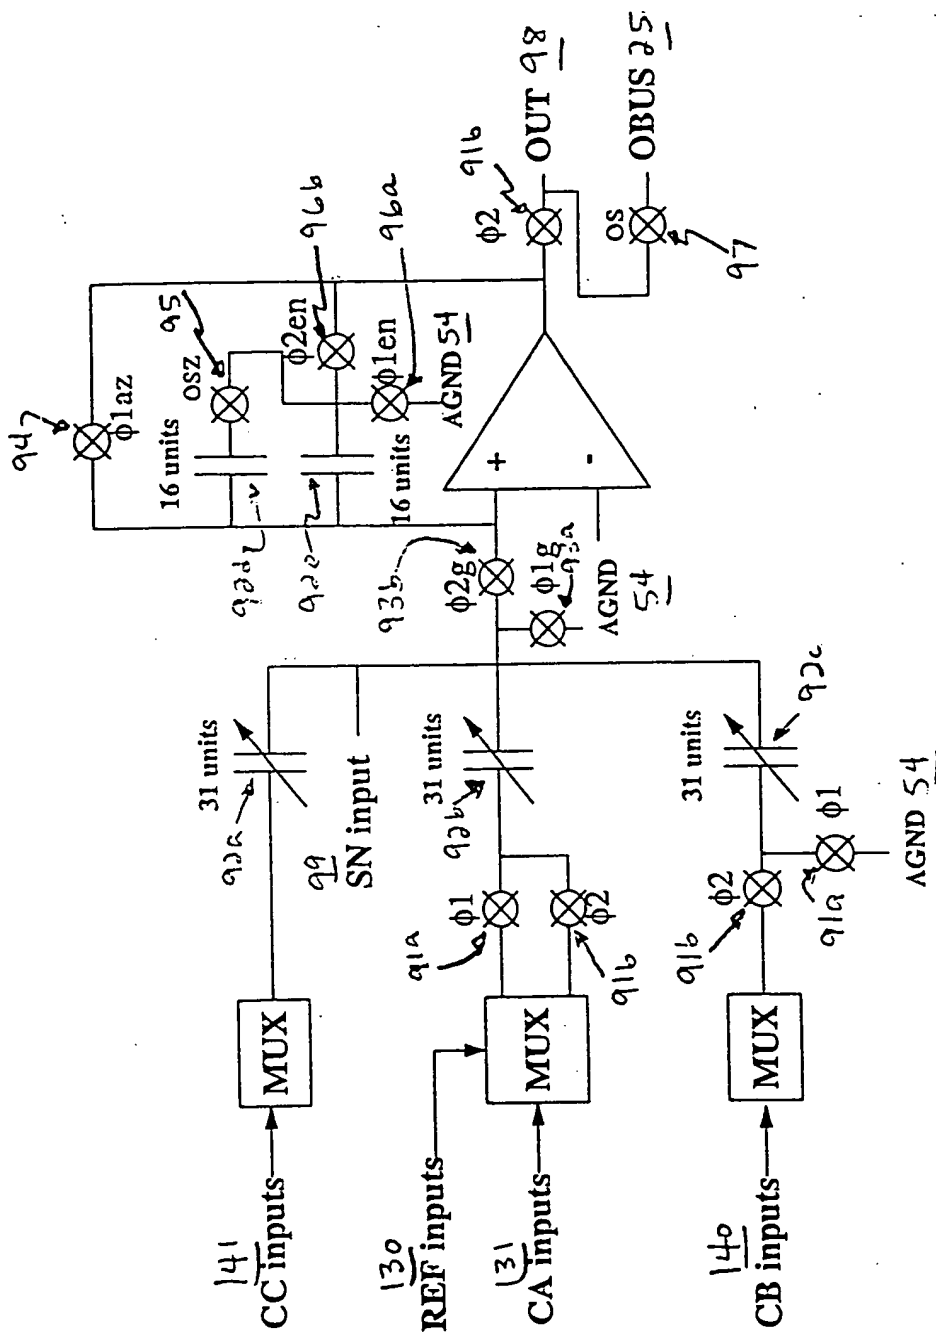 141
CC inputs
MUX
31 units
92a
99
SN input
130
REF inputs
131
CA inputs
MUX
φ1
91a
φ2
91b
31 units
92b
140
CB inputs
MUX
φ2
91b
φ1
91a
AGND 54
31 units
92c
φ2g
93b
φ1g
93a
AGND
54
94
φ1az
16 units
92d
osz
95
16 units
92e
φ2en
96b
φ1en
96a
AGND 54
+
-
φ2
91b
OUT 98
os
97
OBUS 25